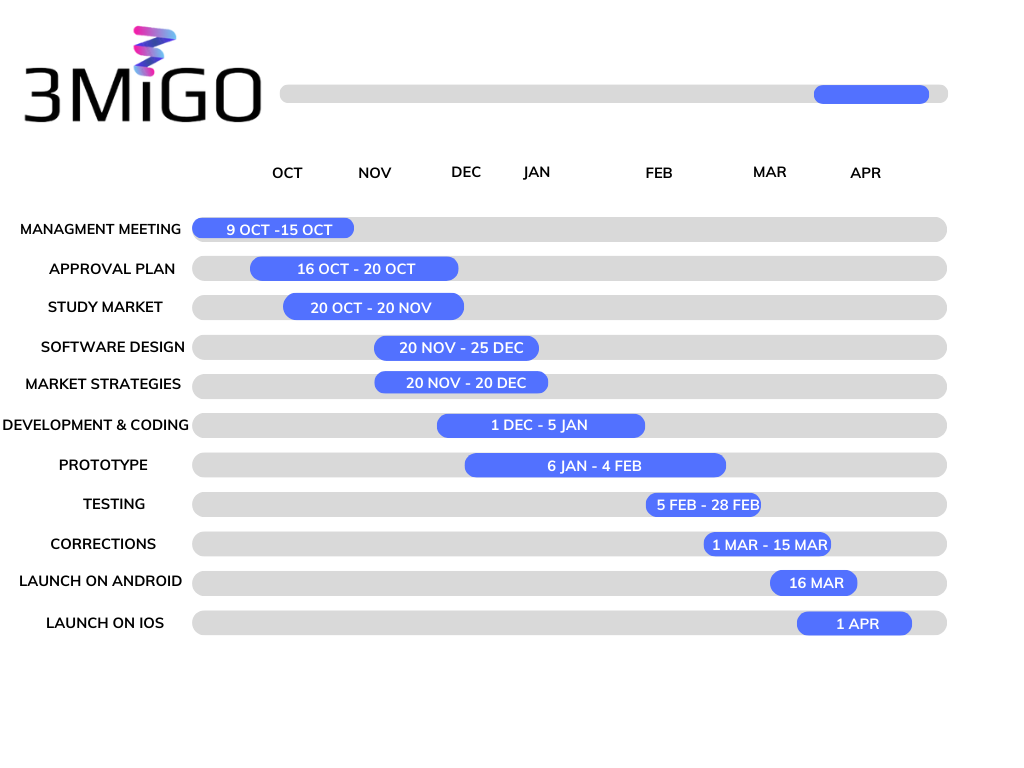 3MiGO
OCT NOV DEC JAN FEB MAR APR
MANAGMENT MEETING 9 OCT -15 OCT
APPROVAL PLAN 16 OCT - 20 OCT
STUDY MARKET 20 OCT - 20 NOV
SOFTWARE DESIGN 20 NOV - 25 DEC
MARKET STRATEGIES 20 NOV - 20 DEC
DEVELOPMENT & CODING 1 DEC - 5 JAN
PROTOTYPE 6 JAN - 4 FEB
TESTING 5 FEB - 28 FEB
CORRECTIONS 1 MAR - 15 MAR
LAUNCH ON ANDROID 16 MAR
LAUNCH ON IOS 1 APR